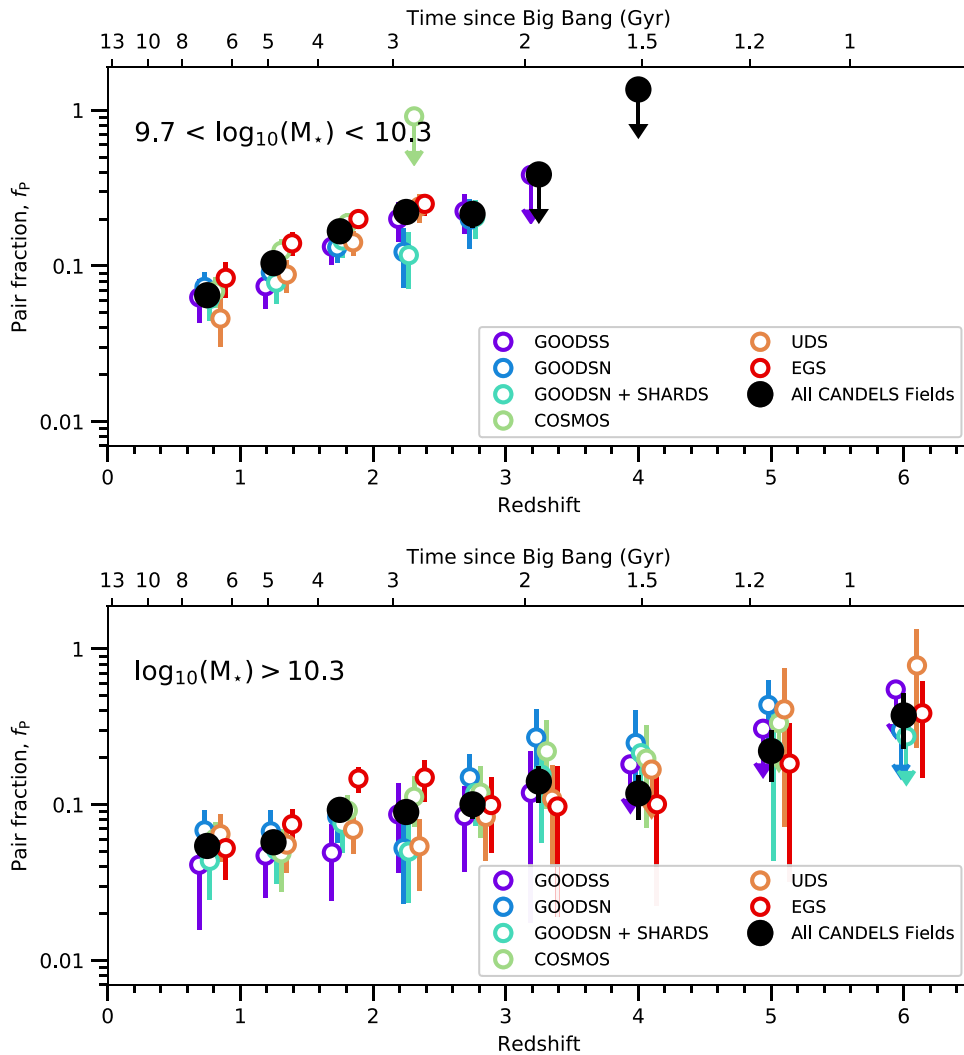 Time since Big Bang (Gyr)
13 10 8 6 5 4 3 2 1.5 1.2 1
1
9.7 < log₁₀(M⋆) < 10.3
0.1
Pair fraction, fP
0.01
GOODSS
GOODSN
GOODSN + SHARDS
COSMOS
UDS
EGS
All CANDELS Fields
0 1 2 3 4 5 6
Redshift
Time since Big Bang (Gyr)
13 10 8 6 5 4 3 2 1.5 1.2 1
1
log₁₀(M⋆) > 10.3
0.1
Pair fraction, fP
0.01
GOODSS
GOODSN
GOODSN + SHARDS
COSMOS
UDS
EGS
All CANDELS Fields
0 1 2 3 4 5 6
Redshift